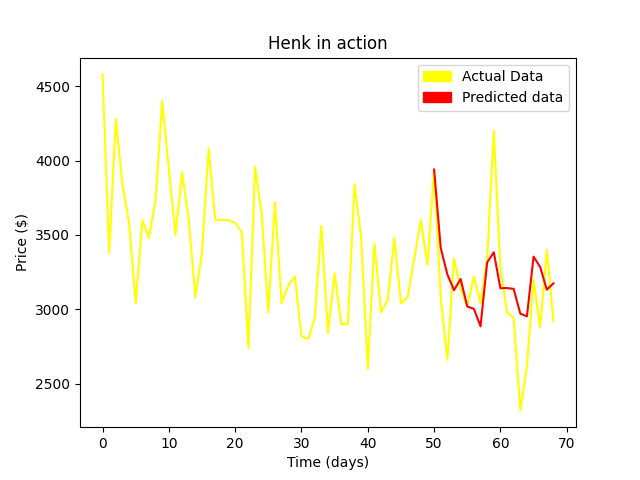 Henk in action
Actual Data
Predicted data
Price ($)
4500
4000
3500
3000
2500
0 10 20 30 40 50 60 70
Time (days)